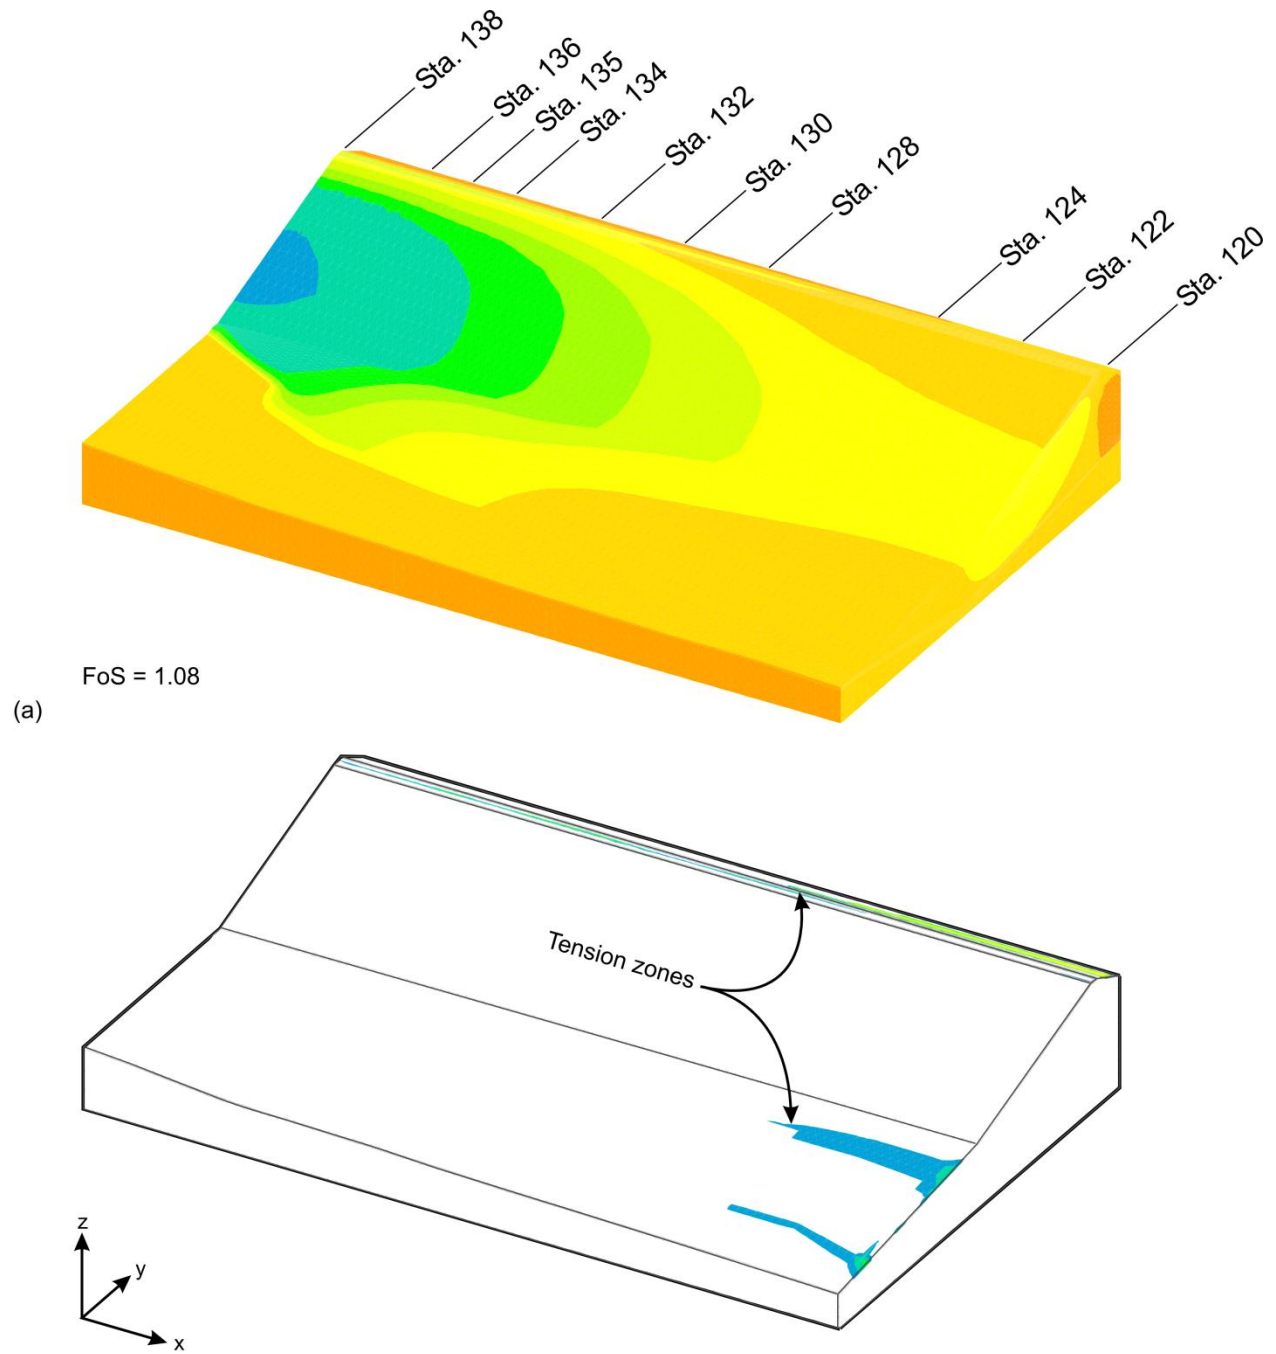 Sta. 138
Sta. 136
Sta. 135
Sta. 134
Sta. 132
Sta. 130
Sta. 128
Sta. 124
Sta. 122
Sta. 120
FoS = 1.08
(a)
Tension zones
z
y
x